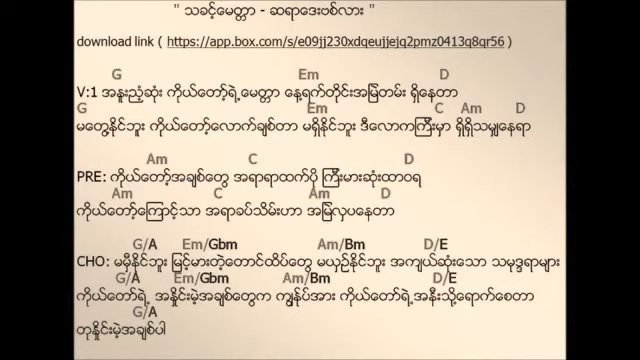 " သခင့်မေတ္တာ - ဆရာဒေးဗစ်လား "
download link ( https://app.box.com/s/e09jj230xdqeujjejq2pmz0413q8qr56 )
G Em D
V:1 အနူးညံ့ဆုံး ကိုယ်တော့်ရဲ့မေတ္တာ နေ့ရက်တိုင်းအမြဲတမ်း ရှိနေတာ
G Em C Am D
မတွေ့နိုင်ဘူး ကိုယ်တော့်လောက်ချစ်တာ မရှိနိုင်ဘူး ဒီလောကကြီးမှာ ရှိရှိသမျှနေရာ
Am C D
PRE: ကိုယ်တော့်အချစ်တွေ အရာရာထက်ပို ကြီးမားဆုံးထာဝရ
Am C Am D
ကိုယ်တော့်ကြောင့်သာ အရာခပ်သိမ်းဟာ အမြဲလှပနေတာ
G/A Em/Gbm Am/Bm D/E
CHO: မမှီနိုင်ဘူး မြင့်မားတဲ့တောင်ထိပ်တွေ မယှဉ်နိုင်ဘူး အကျယ်ဆုံးသော သမုဒ္ဒရာများ
G/A Em/Gbm Am/Bm D/E
ကိုယ်တော်ရဲ့ အနှိုင်းမဲ့အချစ်တွေက ကျွန်ုပ်အား ကိုယ်တော်ရဲ့အနီးသို့ရောက်စေတာ
G/A
တုနှိုင်းမဲ့အချစ်ပါ